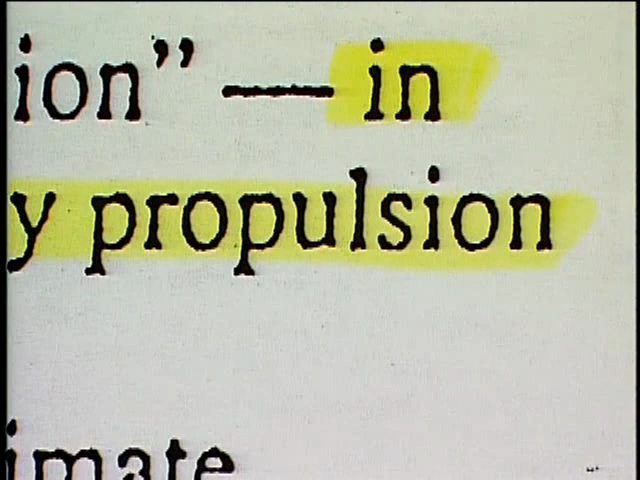 ion” — in
y propulsion
imate